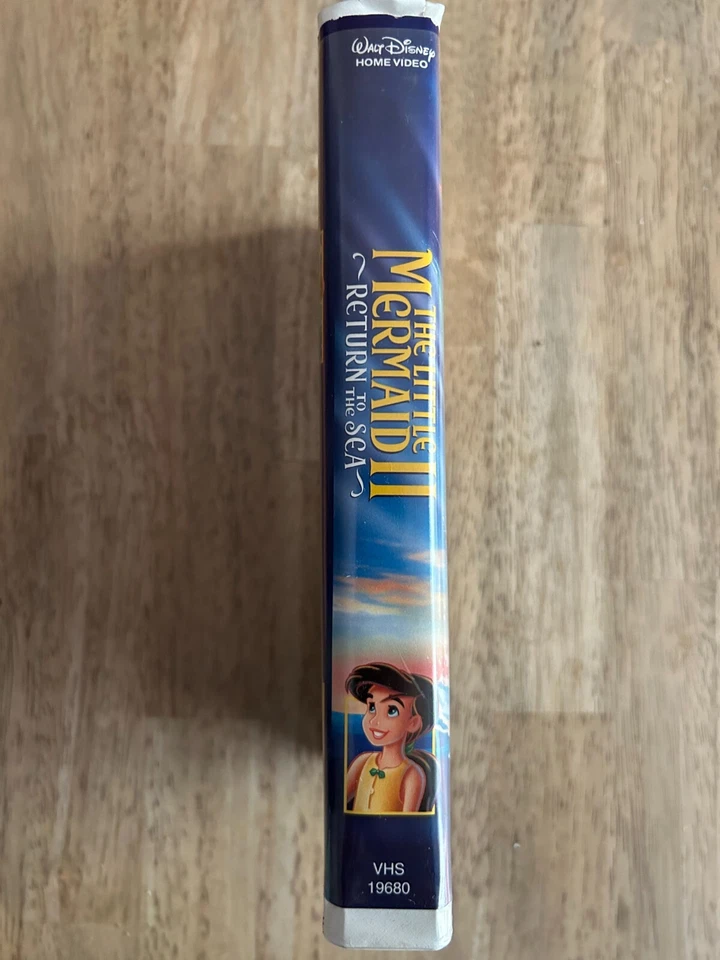 WALT DISNEY
HOME VIDEO
THE LITTLE
MERMAID II
RETURN TO THE SEA
VHS
19680